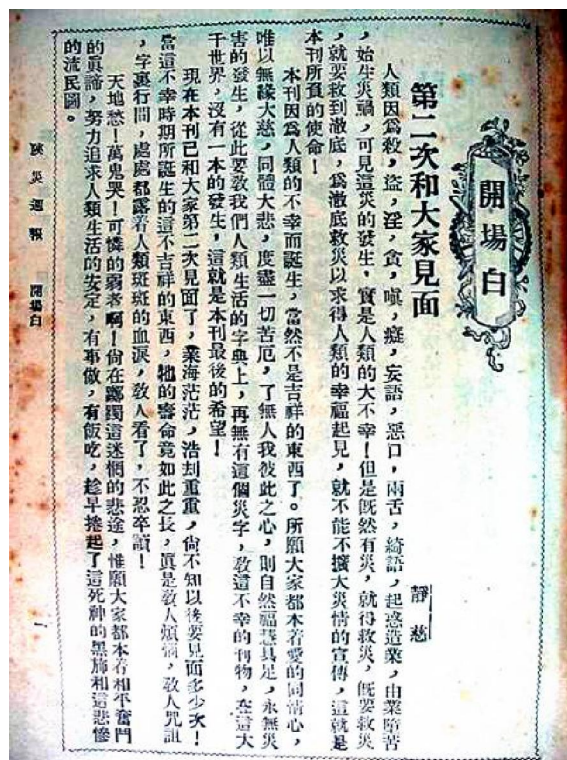 開場白
第二次和大家見面
靜慈
人類因爲殺，盜，淫，貪，嗔，癡，妄語，惡口，兩舌，綺語，起惑造業，由業陪苦
，始生災禍，可見這災的發生，實是人類的大不幸！但是既然有災，就得救災，既要救災
，就要救到澈底，爲澈底救災以求得人類的幸福起見，就不能不擴大災情的宣傳，這就是
本刊所負的使命！
本刊因爲人類的不幸而誕生，當然不是吉祥的東西了。所願大家都本着愛的同情心，
唯以無緣大慈，同體大悲，度盡一切苦厄，了無人我彼此之心，則自然福慧具足，永無災
害的發生，從此要教我們人類生活的字典上，再無有這個災字，教這不幸的刊物，在這大
千世界，沒有一本的發生，這就是本刊最後的希望！
現在本刊已和大家第二次見面了，業海茫茫，浩刦重重，尙不知以後要見面多少次！
當這不幸時期所誕生的這不吉祥的東西，牠的壽命竟如此之長，眞是敎人煩惱，敎人咒詛
，字裏行間，處處都露着人類斑斑的血淚，敎人看了，不忍卒讀！
天地愁！萬鬼哭！可憐的弱者啊！尙在躑躅這迷惘的悲途，惟願大家都本着和平奮鬥
的眞諦，努力追求人類生活的安定，有事做，有飯吃，趁早捲起了這死神的黑旆和這悲慘
的流民圖。
救災週報
開場白